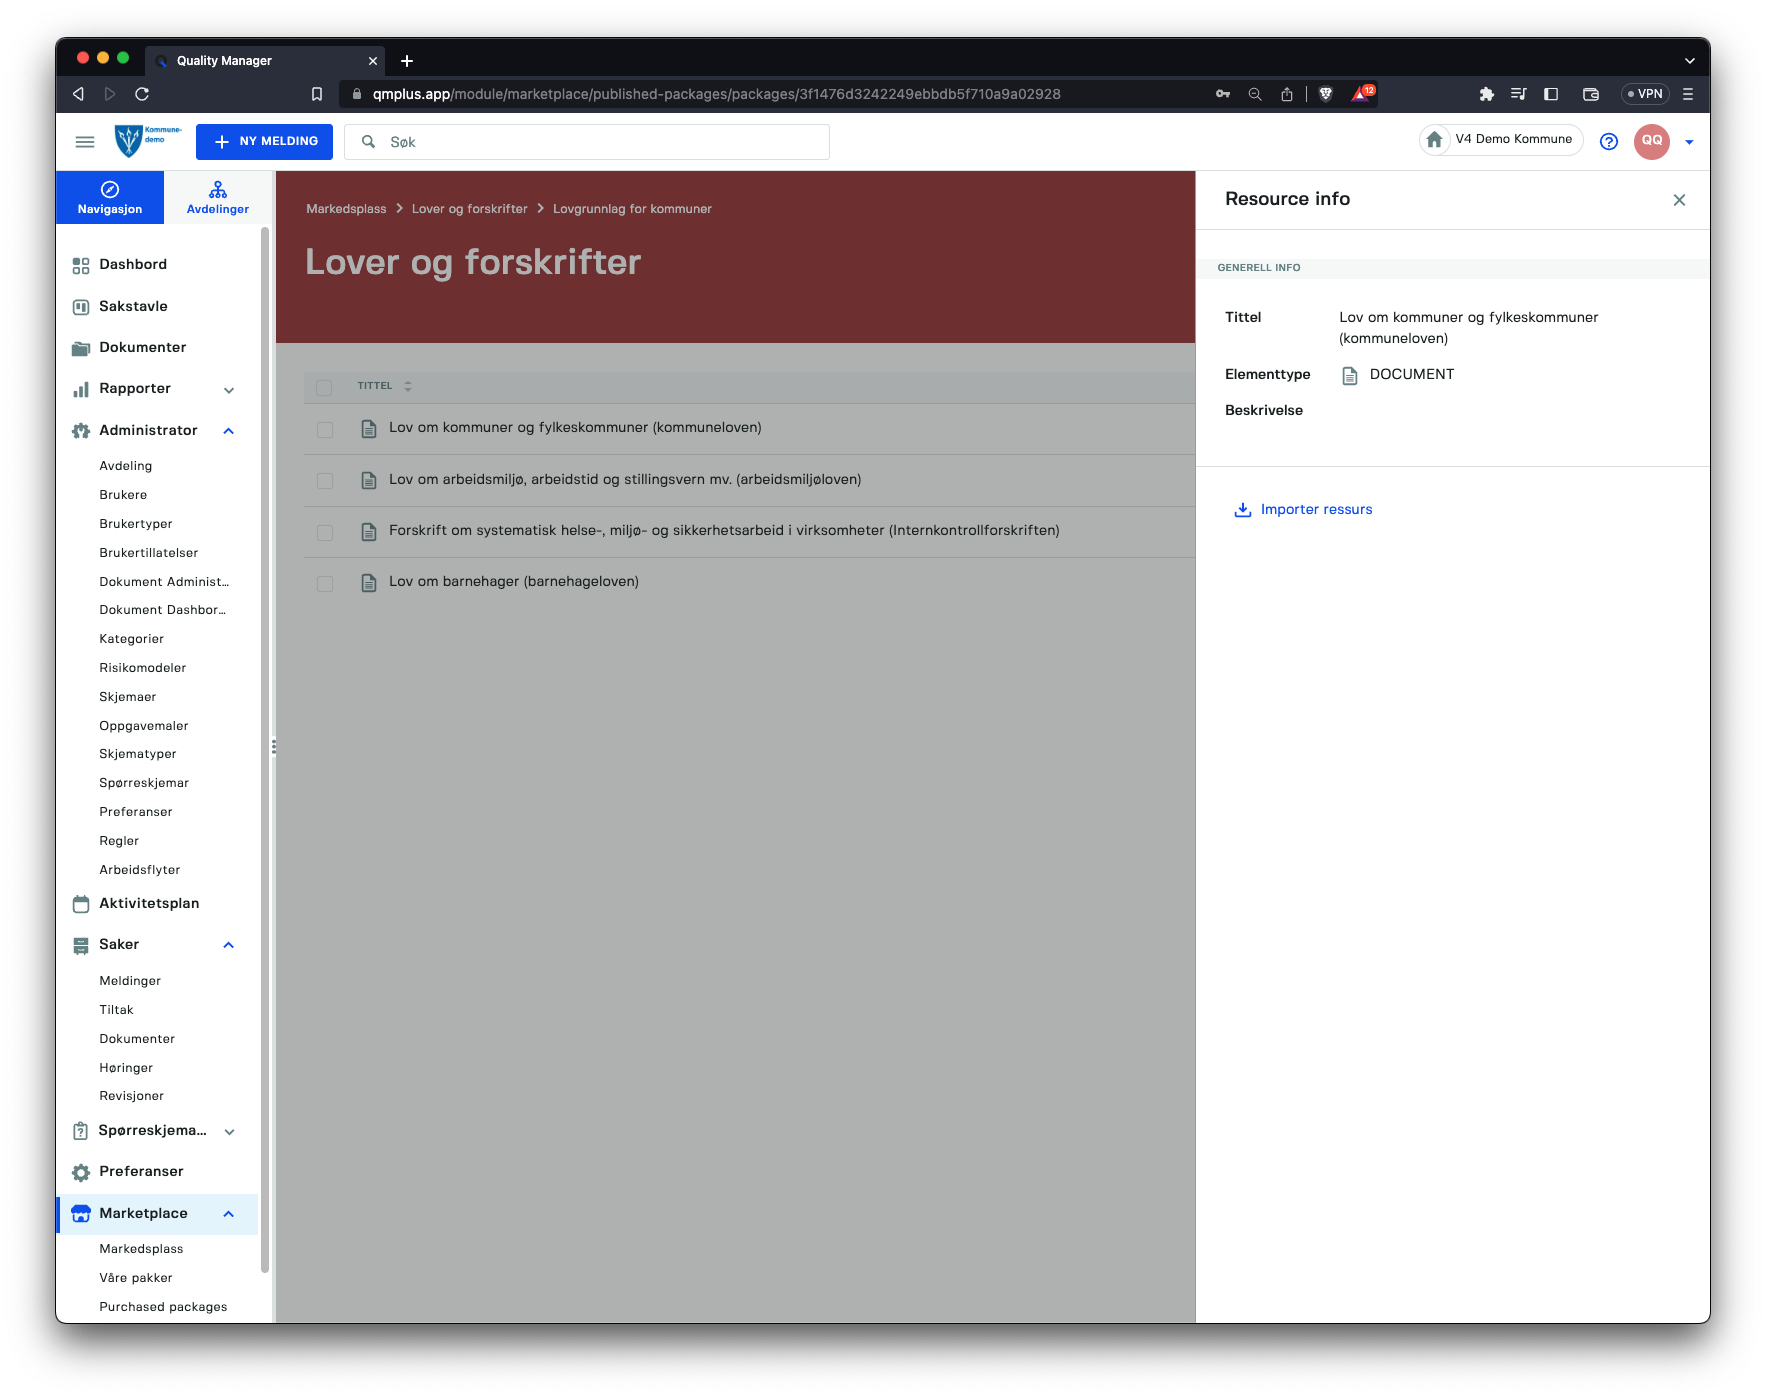 Quality Manager
qmplus.app/module/marketplace/published-packages/packages/3f1476d3242249ebbdb5f710a9a02928
12
VPN
Kommune-
demo
NY MELDING
Søk
V4 Demo Kommune
QQ
Navigasjon
Avdelinger
Dashbord
Sakstavle
Dokumenter
Rapporter
Administrator
Avdeling
Brukere
Brukertyper
Brukertillatelser
Dokument Administ...
Dokument Dashbor...
Kategorier
Risikomodeler
Skjemaer
Oppgavemaler
Skjematyper
Spørreskjemar
Preferanser
Regler
Arbeidsflyter
Aktivitetsplan
Saker
Meldinger
Tiltak
Dokumenter
Høringer
Revisjoner
Spørreskjema...
Preferanser
Marketplace
Markedsplass
Våre pakker
Purchased packages
Markedsplass > Lover og forskrifter > Lovgrunnlag for kommuner
Lover og forskrifter
TITTEL
Lov om kommuner og fylkeskommuner (kommuneloven)
Lov om arbeidsmiljø, arbeidstid og stillingsvern mv. (arbeidsmiljøloven)
Forskrift om systematisk helse-, miljø- og sikkerhetsarbeid i virksomheter (Internkontrollforskriften)
Lov om barnehager (barnehageloven)
Resource info
GENERELL INFO
Tittel
Lov om kommuner og fylkeskommuner
(kommuneloven)
Elementtype
DOCUMENT
Beskrivelse
Importer ressurs